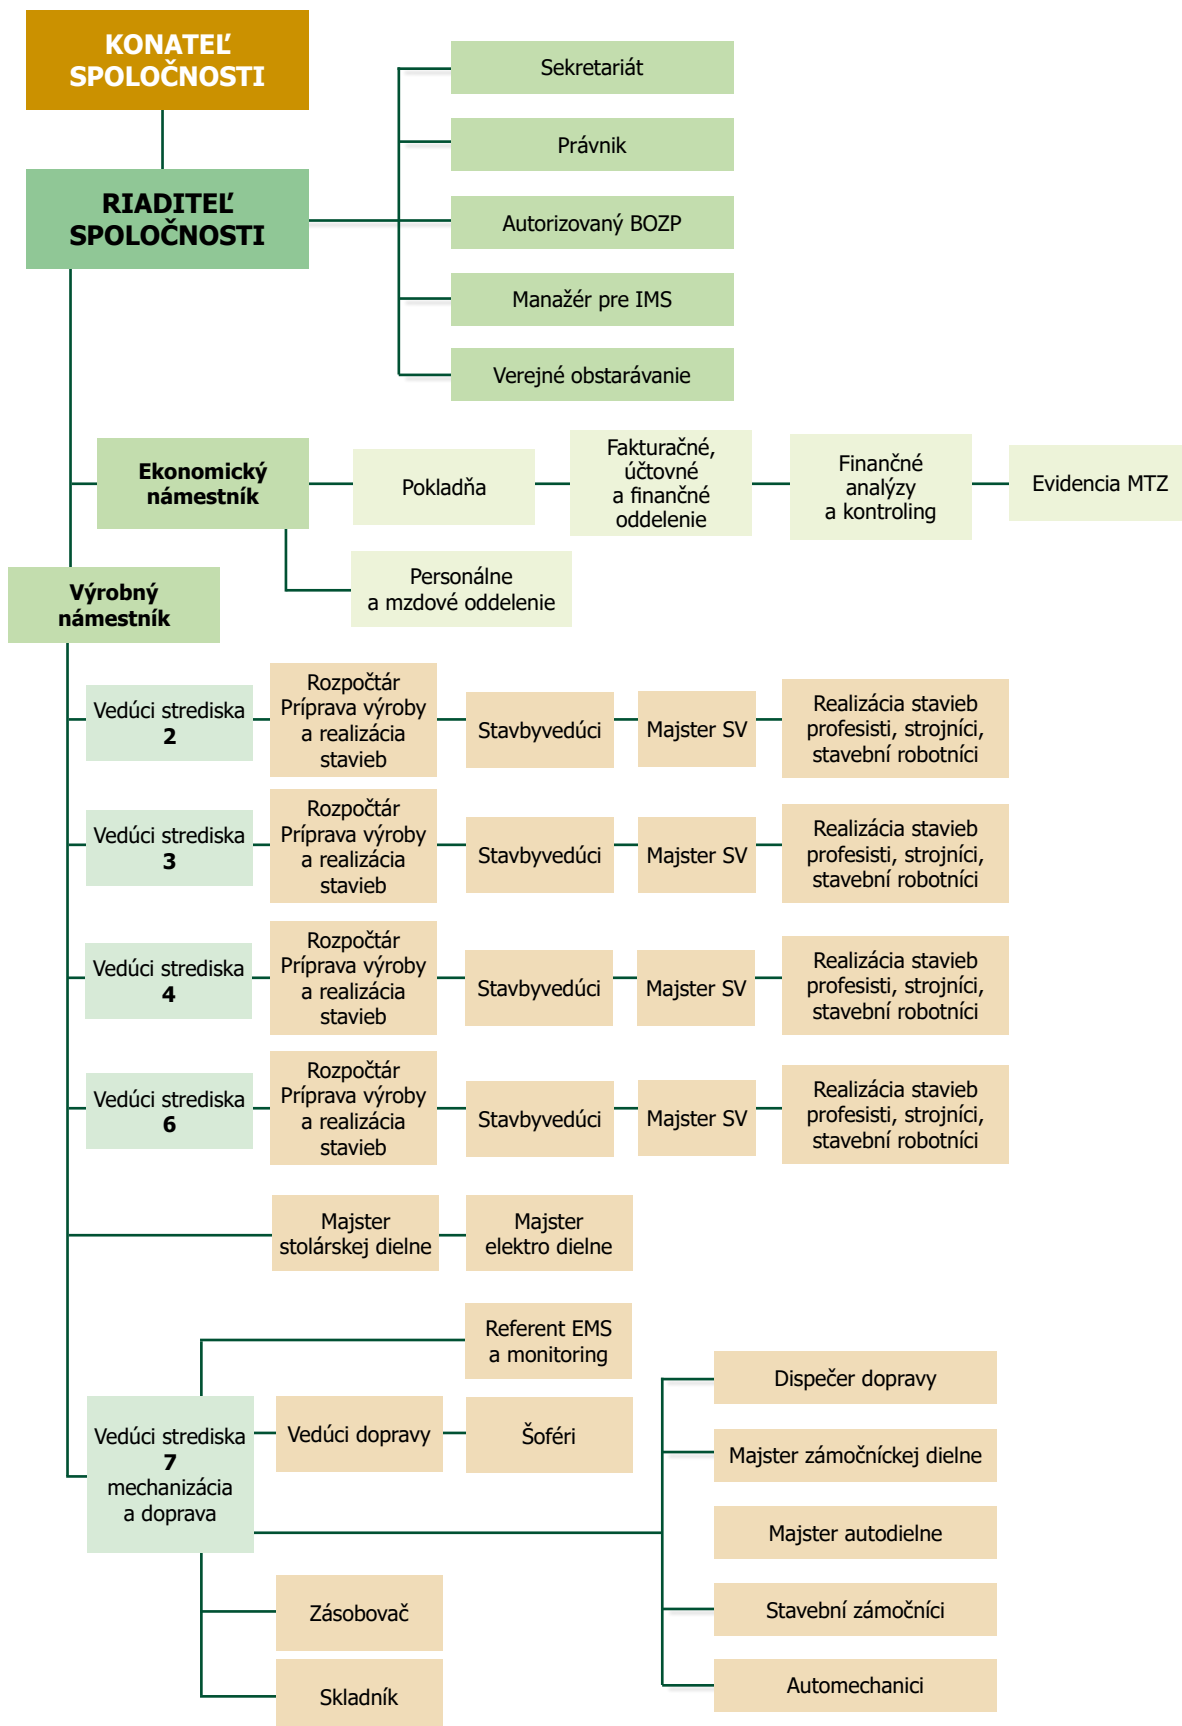 KONATEĽ
SPOLOČNOSTI
RIADITEĽ
SPOLOČNOSTI
Sekretariát
Právnik
Autorizovaný BOZP
Manažér pre IMS
Verejné obstarávanie
Ekonomický
námestník
Pokladňa
Fakturačné,
účtovné
a finančné
oddelenie
Finančné
analýzy
a kontroling
Evidencia MTZ
Personálne
a mzdové oddelenie
Výrobný
námestník
Vedúci strediska
2
Rozpočtár
Príprava výroby
a realizácia
stavieb
Stavbyvedúci
Majster SV
Realizácia stavieb
profesisti, strojníci,
stavební robotníci
Vedúci strediska
3
Rozpočtár
Príprava výroby
a realizácia
stavieb
Stavbyvedúci
Majster SV
Realizácia stavieb
profesisti, strojníci,
stavební robotníci
Vedúci strediska
4
Rozpočtár
Príprava výroby
a realizácia
stavieb
Stavbyvedúci
Majster SV
Realizácia stavieb
profesisti, strojníci,
stavební robotníci
Vedúci strediska
6
Rozpočtár
Príprava výroby
a realizácia
stavieb
Stavbyvedúci
Majster SV
Realizácia stavieb
profesisti, strojníci,
stavební robotníci
Majster
stolárskej dielne
Majster
elektro dielne
Referent EMS
a monitoring
Vedúci strediska
7
mechanizácia
a doprava
Vedúci dopravy
Šoféri
Dispečer dopravy
Majster zámočníckej dielne
Majster autodielne
Stavební zámočníci
Automechanici
Zásobovač
Skladník